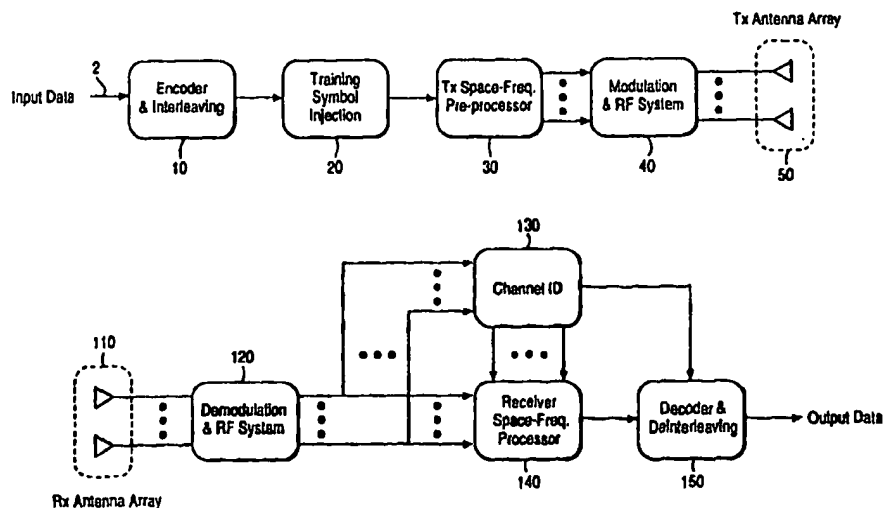 Tx Antenna Array
Input Data
2
Encoder
& Interleaving
10
Training
Symbol
Injection
20
Tx Space-Freq.
Pre-processor
30
Modulation
& RF System
40
50
130
Channel ID
110
120
Demodulation
& RF System
Receiver
Space-Freq.
Processor
140
Decoder &
Deinterleaving
150
Output Data
Rx Antenna Array